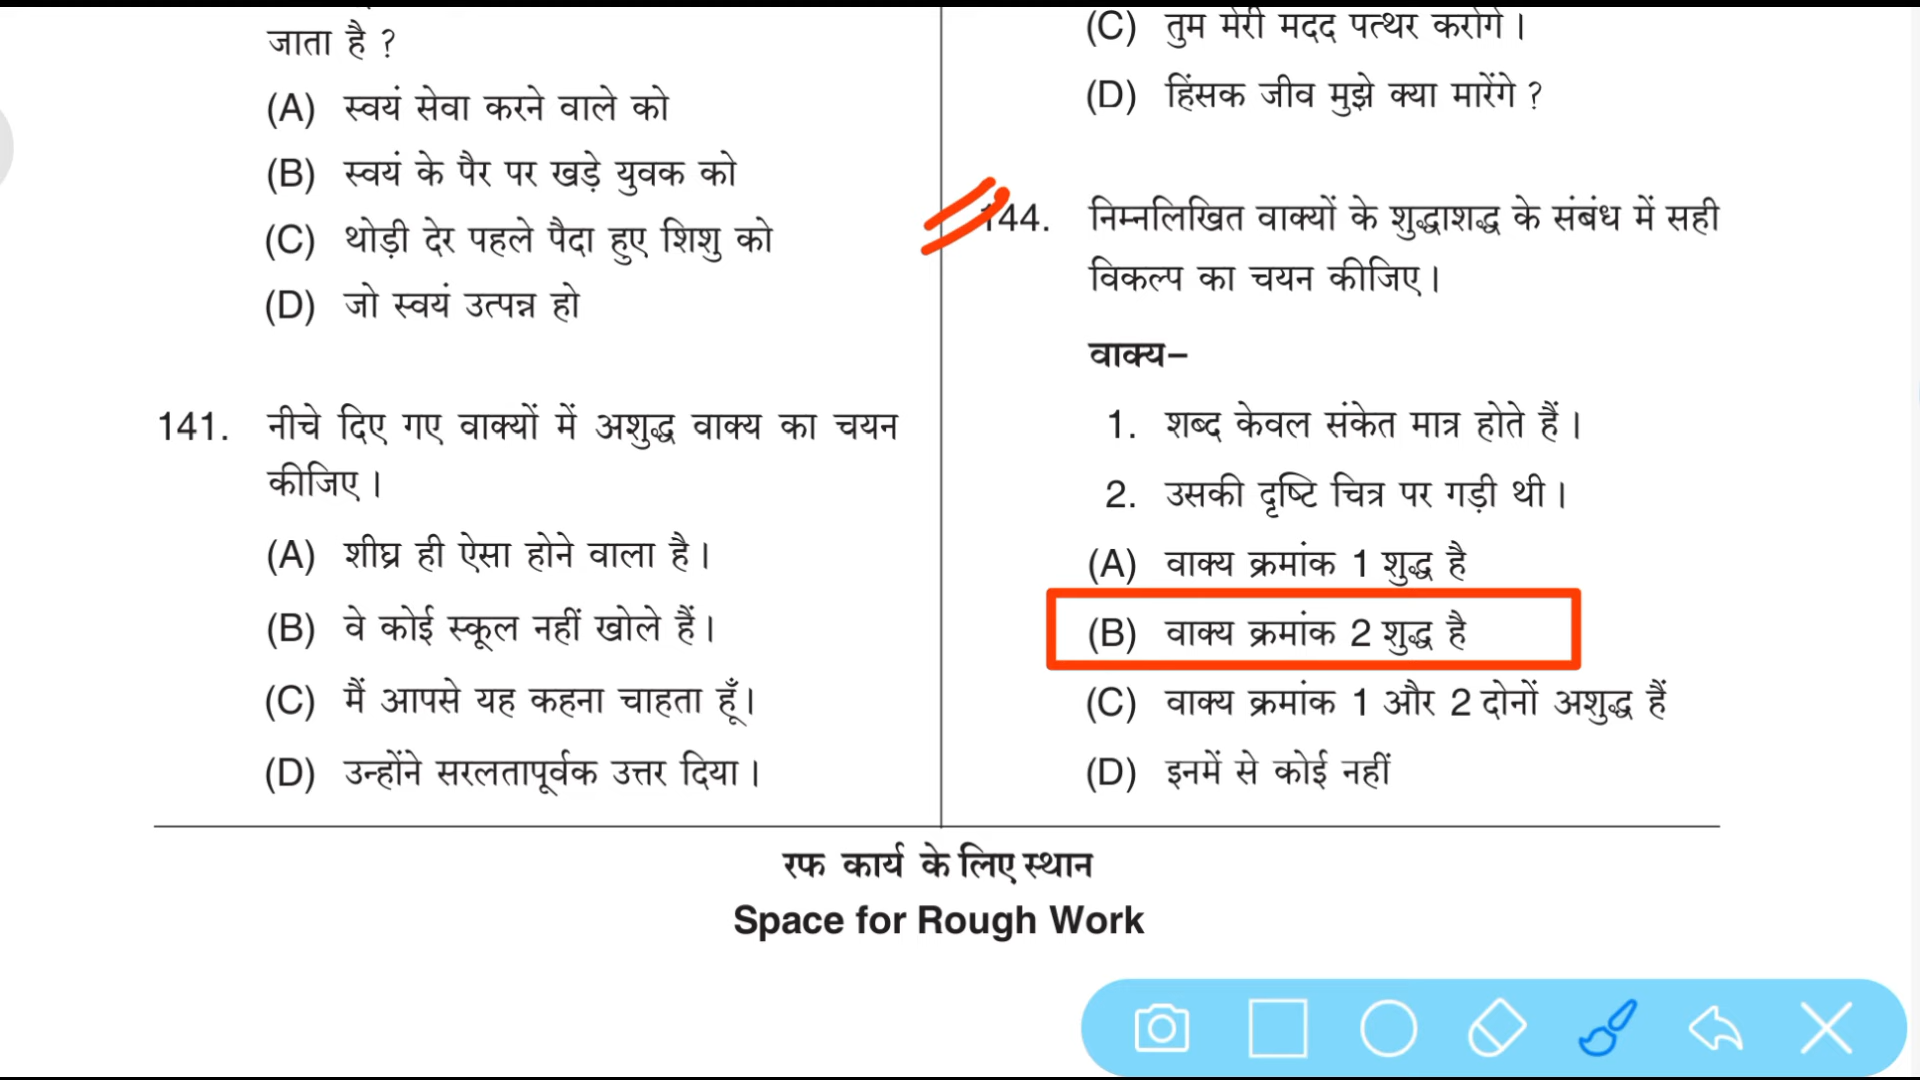 जाता है ?
(A) स्वयं सेवा करने वाले को
(B) स्वयं के पैर पर खड़े युवक को
(C) थोड़ी देर पहले पैदा हुए शिशु को
(D) जो स्वयं उत्पन्न हो
141. नीचे दिए गए वाक्यों में अशुद्ध वाक्य का चयन
कीजिए ।
(A) शीघ्र ही ऐसा होने वाला है ।
(B) वे कोई स्कूल नहीं खोले हैं ।
(C) मैं आपसे यह कहना चाहता हूँ ।
(D) उन्होंने सरलतापूर्वक उत्तर दिया ।
(C) तुम मेरी मदद पत्थर करोगे ।
(D) हिंसक जीव मुझे क्या मारेंगे ?
144. निम्नलिखित वाक्यों के शुद्धाशद्ध के संबंध में सही
विकल्प का चयन कीजिए ।
वाक्य–
1. शब्द केवल संकेत मात्र होते हैं ।
2. उसकी दृष्टि चित्र पर गड़ी थी ।
(A) वाक्य क्रमांक 1 शुद्ध है
(B) वाक्य क्रमांक 2 शुद्ध है
(C) वाक्य क्रमांक 1 और 2 दोनों अशुद्ध हैं
(D) इनमें से कोई नहीं
रफ कार्य के लिए स्थान
Space for Rough Work